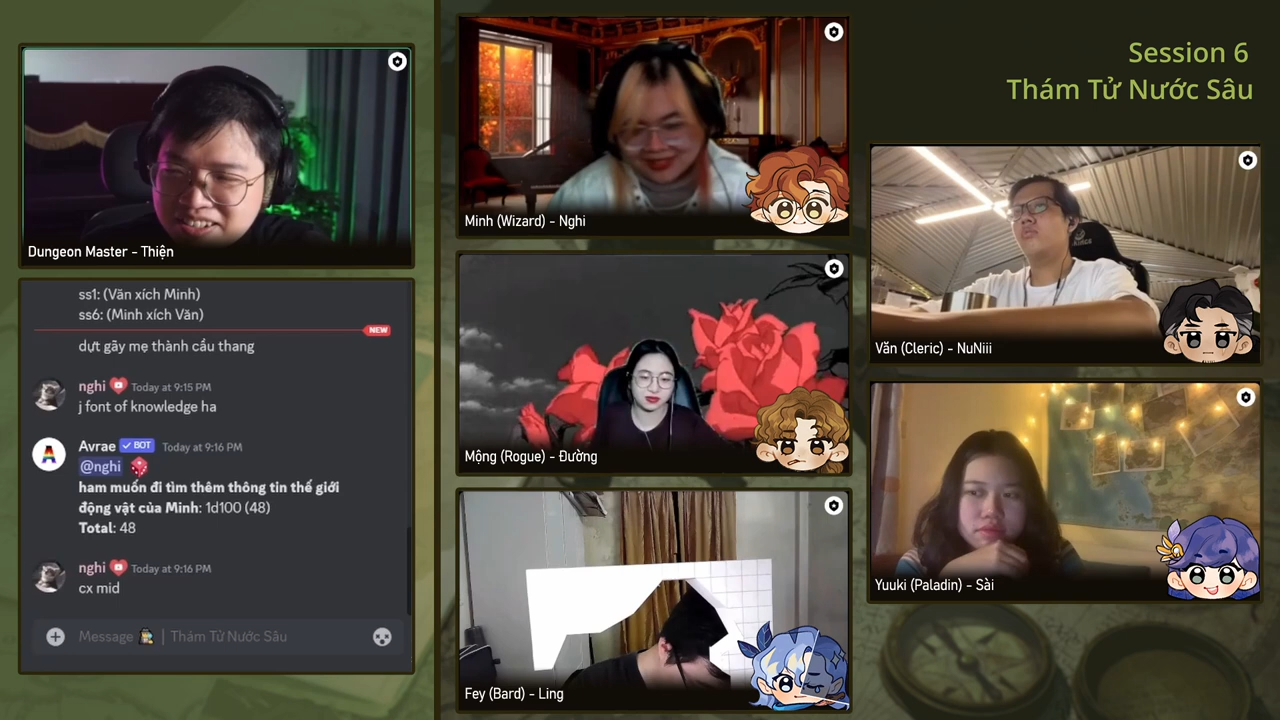 Session 6
Thám Tử Nước Sâu
Dungeon Master - Thiện
ss1: (Văn xích Minh)
ss6: (Minh xích Văn)
NEW
dựt gãy mẹ thành cầu thang
nghi Today at 9:15 PM
j font of knowledge ha
Avrae BOT Today at 9:16 PM
@nghi
ham muốn đi tìm thêm thông tin thế giới
động vật của Minh: 1d100 (48)
Total: 48
nghi Today at 9:16 PM
cx mid
Message | Thám Tử Nước Sâu
Minh (Wizard) - Nghi
Mộng (Rogue) - Đường
Fey (Bard) - Ling
Văn (Cleric) - NuNiii
Yuuki (Paladin) - Sài